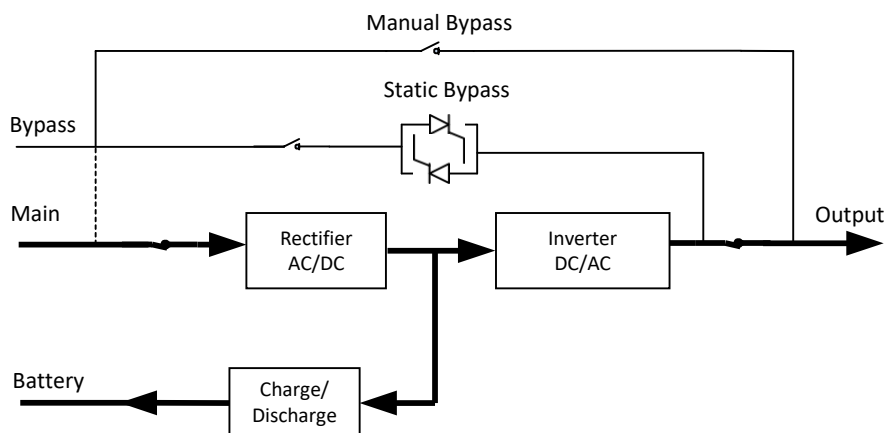 Manual Bypass
Static Bypass
Bypass
Main
Output
Rectifier
AC/DC
Inverter
DC/AC
Battery
Charge/
Discharge